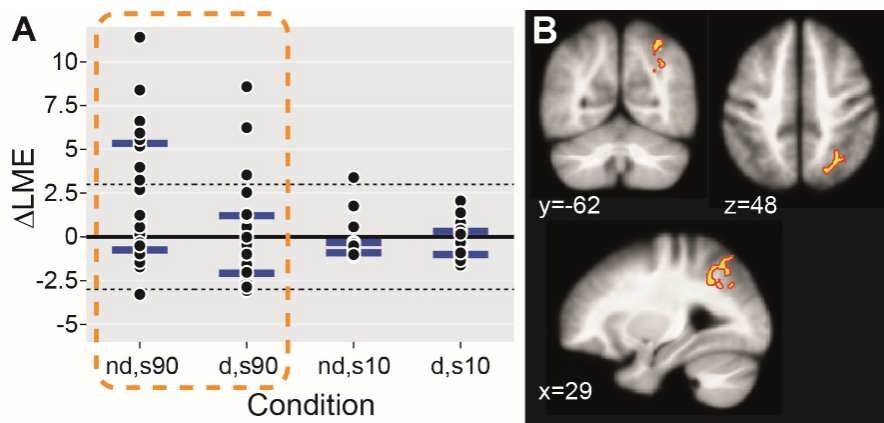 A
10
7.5
5
2.5
0
-2.5
-5
ΔLME
nd,s90
d,s90
nd,s10
d,s10
Condition
B
y=-62
z=48
x=29